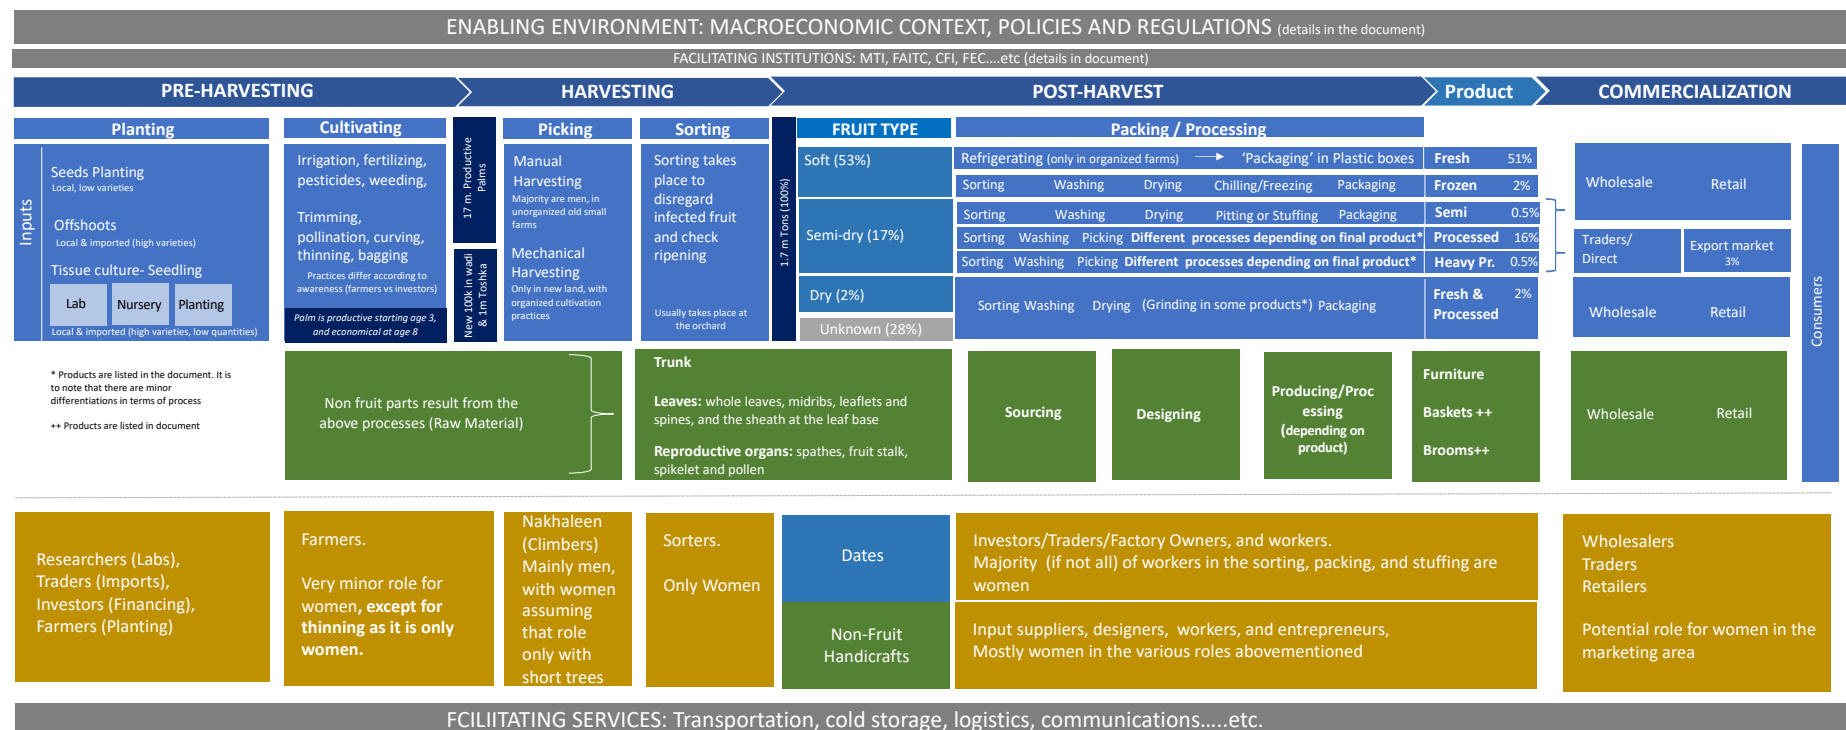 ENABLING ENVIRONMENT: MACROECONOMIC CONTEXT, POLICIES AND REGULATIONS (details in the document)
FACILITATING INSTITUTIONS: MTI, FAITC, CFI, FEC....etc (details in document)
PRE-HARVESTING
HARVESTING
POST-HARVEST
Product
COMMERCIALIZATION
Planting
Inputs
Seeds Planting
Local, low varieties
Offshoots
Local & imported (high varieties)
Tissue culture- Seedling
Lab
Nursery
Planting
Local & imported (high varieties, low quantities)
Cultivating
Irrigation, fertilizing,
pesticides, weeding,
Trimming,
pollination, curving,
thinning, bagging
Practices differ according to
awareness (farmers vs investors)
Palm is productive starting age 3,
and economical at age 8
17 m. Productive
Palms
New 100k in wadi
& 1m Toshka
Picking
Manual
Harvesting
Majority are men, in
unorganized old small
farms
Mechanical
Harvesting
Only in new land, with
organized cultivation
practices
Sorting
Sorting takes
place to
disregard
infected fruit
and check
ripening
Usually takes place at
the orchard
1.7 m Tons (100%)
FRUIT TYPE
Soft (53%)
Semi-dry (17%)
Dry (2%)
Unknown (28%)
Packing / Processing
Refrigerating (only in organized farms) → ‘Packaging’ in Plastic boxes
Fresh 51%
Sorting Washing Drying Chilling/Freezing Packaging
Frozen 2%
Sorting Washing Drying Pitting or Stuffing Packaging
Semi 0.5%
Sorting Washing Picking Different processes depending on final product*
Processed 16%
Sorting Washing Picking Different processes depending on final product*
Heavy Pr. 0.5%
Sorting Washing Drying (Grinding in some products*) Packaging
Fresh & 2%
Processed
Wholesale Retail
Traders/
Direct
Export market
3%
Wholesale Retail
Consumers
* Products are listed in the document. It is
to note that there are minor
differentiations in terms of process
++ Products are listed in document
Non fruit parts result from the
above processes (Raw Material)
Trunk
Leaves: whole leaves, midribs, leaflets and
spines, and the sheath at the leaf base
Reproductive organs: spathes, fruit stalk,
spikelet and pollen
Sourcing
Designing
Producing/Proc
essing
(depending on
product)
Furniture
Baskets ++
Brooms++
Wholesale Retail
Researchers (Labs),
Traders (Imports),
Investors (Financing),
Farmers (Planting)
Farmers.
Very minor role for
women, except for
thinning as it is only
women.
Nakhaleen
(Climbers)
Mainly men,
with women
assuming
that role
only with
short trees
Sorters.
Only Women
Dates
Non-Fruit
Handicrafts
Investors/Traders/Factory Owners, and workers.
Majority (if not all) of workers in the sorting, packing, and stuffing are
women
Input suppliers, designers, workers, and entrepreneurs,
Mostly women in the various roles abovementioned
Wholesalers
Traders
Retailers
Potential role for women in the
marketing area
FCILIITATING SERVICES: Transportation, cold storage, logistics, communications.....etc.